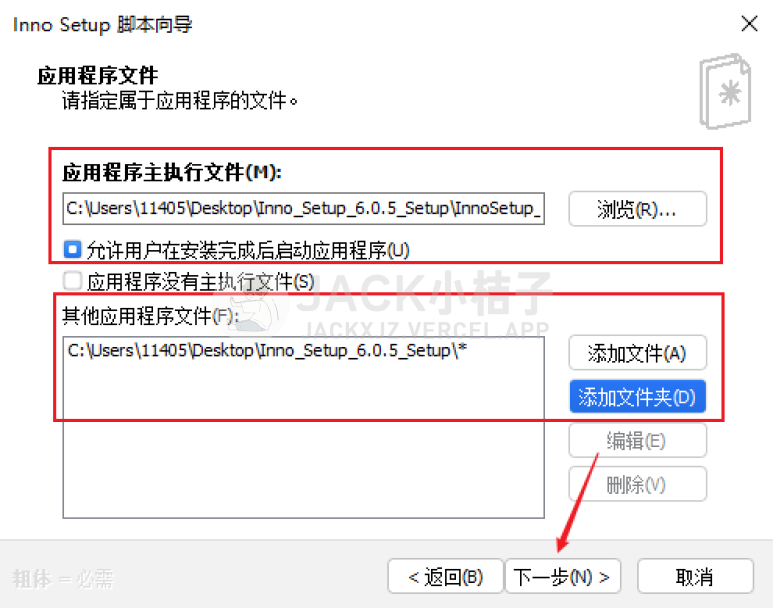 Inno Setup 脚本向导
应用程序文件
请指定属于应用程序的文件。
应用程序主执行文件(M):
C:\Users\11405\Desktop\Inno_Setup_6.0.5_Setup\InnoSetup_
浏览(R)...
允许用户在安装完成后启动应用程序(U)
应用程序没有主执行文件(S)
JACK小桔子
其他应用程序文件(F):
JACKXJZ.VERCEL.APP
C:\Users\11405\Desktop\Inno_Setup_6.0.5_Setup\*
添加文件(A)
添加文件夹(D)
编辑(E)
删除(V)
粗体 = 必需
< 返回(B)
下一步(N) >
取消